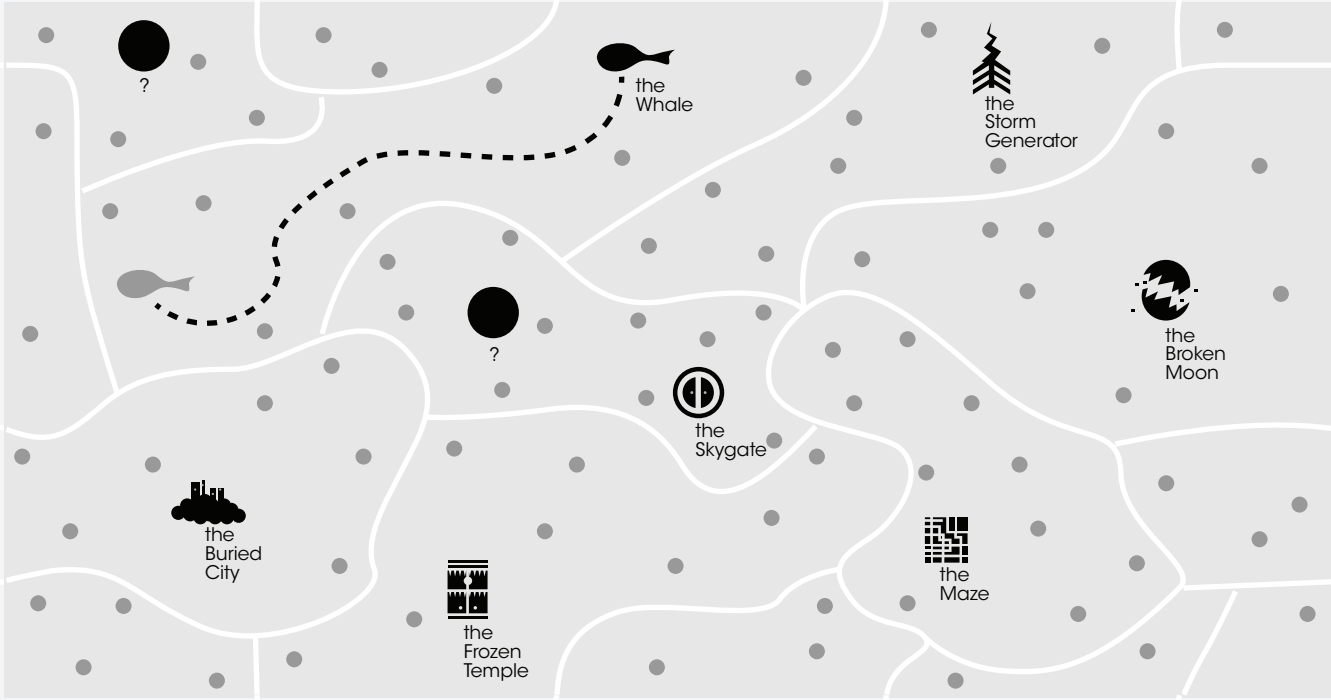 ?
the
Whale
the
Storm
Generator
the
Broken
Moon
?
the
Skygate
the
Buried
City
the
Maze
the
Frozen
Temple